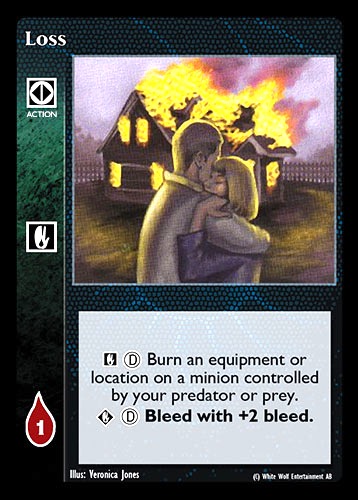 Loss
ACTION
D Burn an equipment or
location on a minion controlled
by your predator or prey.
D Bleed with +2 bleed.
1
Illus: Veronica Jones
(C) White Wolf Entertainment AB